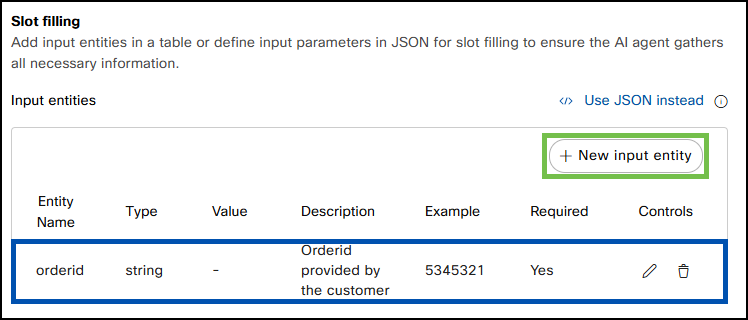 Slot filling
Add input entities in a table or define input parameters in JSON for slot filling to ensure the AI agent gathers
all necessary information.
Input entities </> Use JSON instead
+ New input entity
Entity Name Type Value Description Example Required Controls
orderid string - Orderid provided by the customer 5345321 Yes